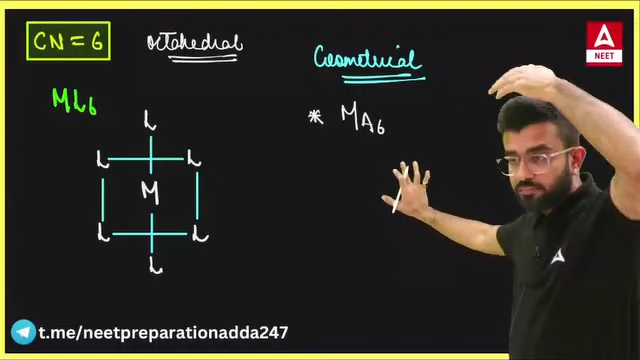 CN = 6
Octahedral
Geometrical
A
NEET
ML6
* MA6
L
L L
M
L L
L
t.me/neetpreparationadda247